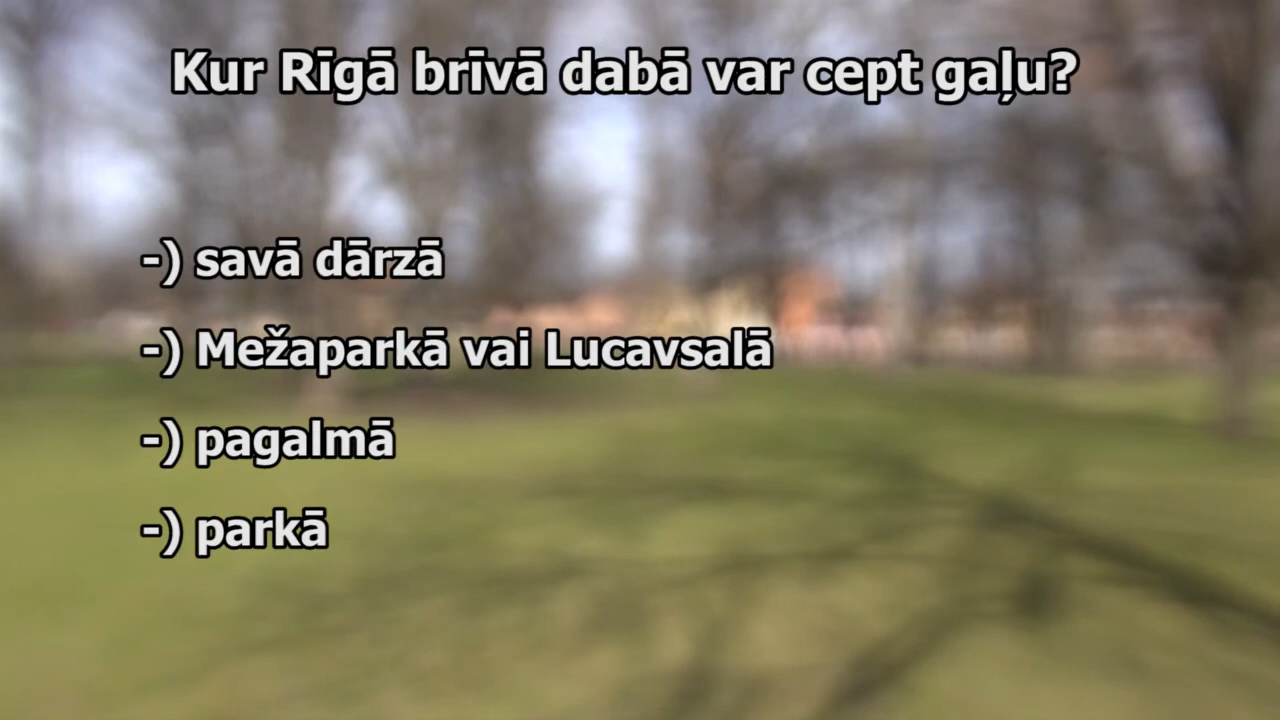 Kur Rīgā brīvā dabā var cept gaļu?
-) savā dārzā
-) Mežaparkā vai Lucavsalā
-) pagalmā
-) parkā